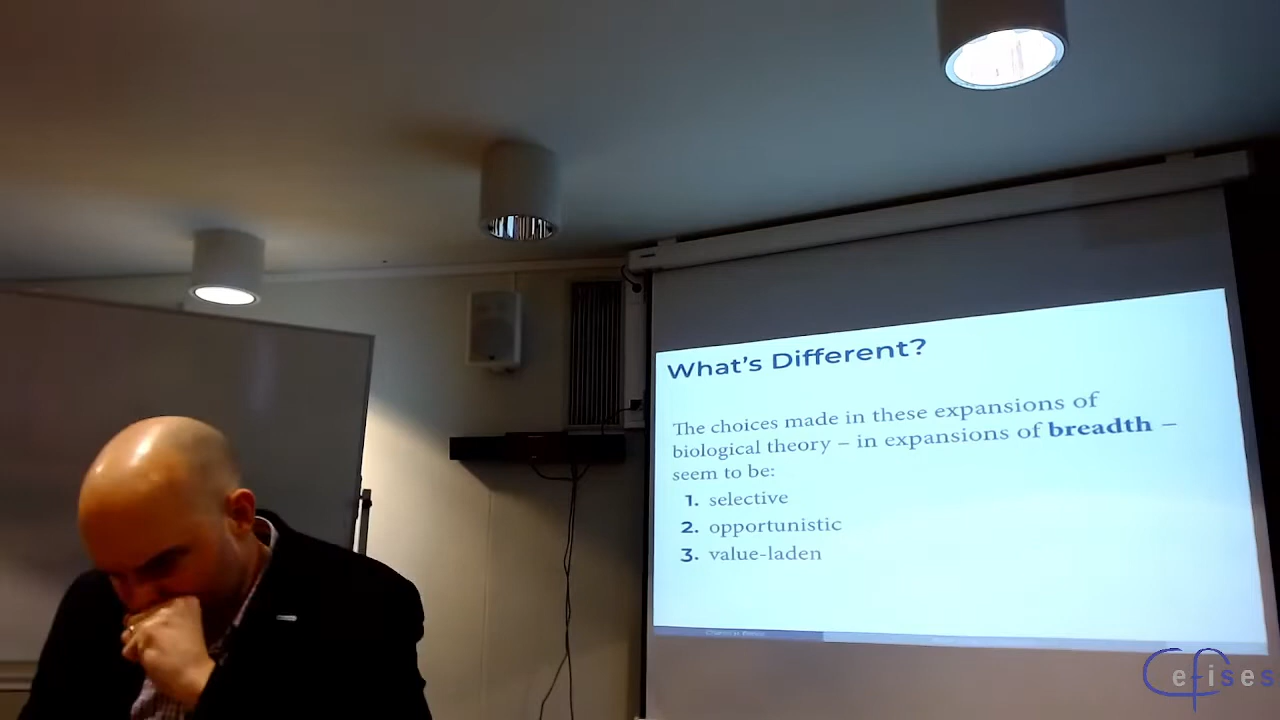 What's Different?
The choices made in these expansions of
biological theory – in expansions of breadth –
seem to be:
1. selective
2. opportunistic
3. value-laden
Cefises